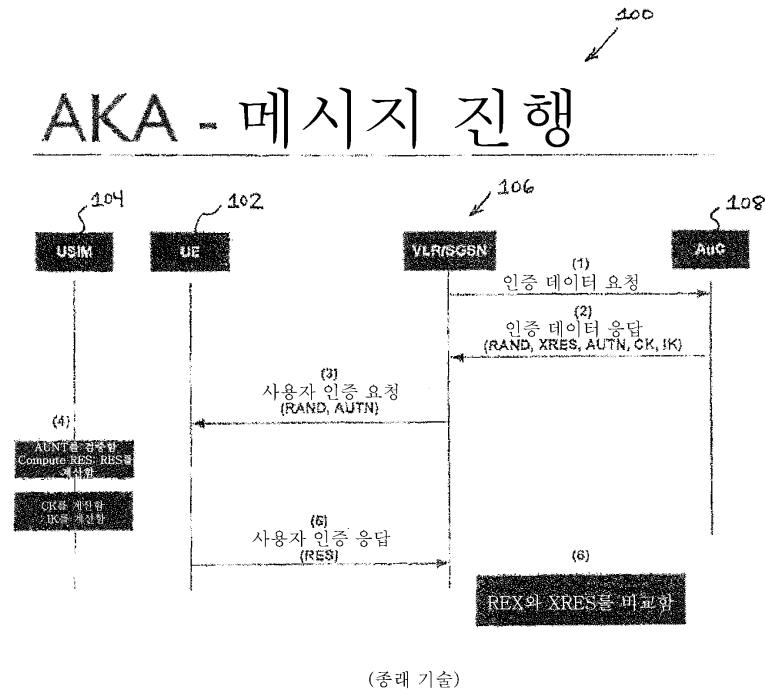 100
AKA - 메시지 진행
104
102
106
108
USIM
UE
VLR/SGSN
AuC
(1)
인증 데이터 요청
(2)
인증 데이터 응답
(RAND, XRES, AUTN, CK, IK)
(3)
사용자 인증 요청
(RAND, AUTN)
(4)
AUNT를 검증함
Compute RES: RES를
계산함
CK를 계산함
IK를 계산함
(5)
사용자 인증 응답
(RES)
(6)
REX와 XRES를 비교함
(종래 기술)